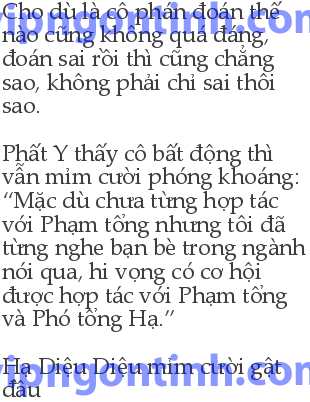 Cho dù là cô phán đoán thế
nào cũng không quá đáng,
đoán sai rồi thì cũng chẳng
sao, không phải chỉ sai thôi
sao.
Phất Y thấy cô bất động thì
vẫn mỉm cười phóng khoáng:
“Mặc dù chưa từng hợp tác
với Phạm tổng nhưng tôi đã
từng nghe bạn bè trong ngành
nói qua, hi vọng có cơ hội
được hợp tác với Phạm tổng
và Phó tổng Hạ.”
Hạ Diệu Diệu mỉm cười gật
đầu